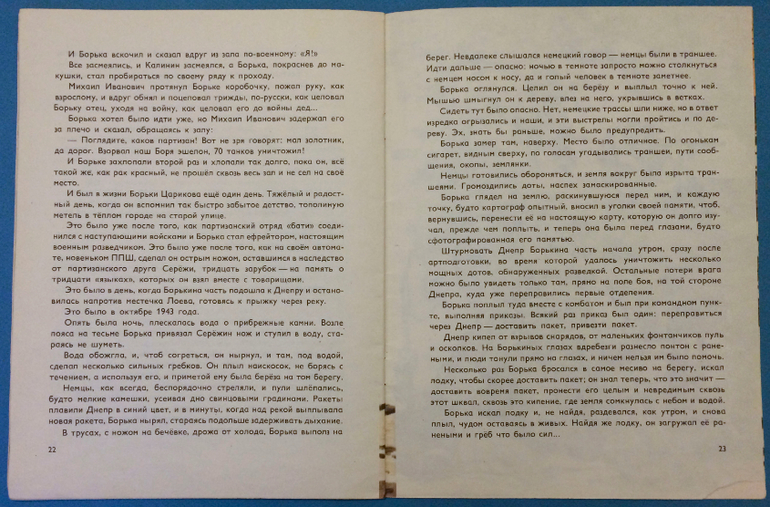 И Борька вскочил и сказал вдруг из зала по-военному: «Я!»
Все засмеялись, и Калинин засмеялся, а Борька, покраснев до ма-
кушки, стал пробираться по своему ряду к проходу.
Михаил Иванович протянул Борьке коробочку, пожал руку, как
взрослому, и вдруг обнял и поцеловал трижды, по-русски, как целовал
Борьку отец, уходя на войну, как целовал его до войны дед...
Борька хотел было идти уже, но Михаил Иванович задержал его
за плечо и сказал, обращаясь к залу:
— Поглядите, каков партизан! Вот не зря говорят: мал золотник,
да дорог. Взорвал наш Боря эшелон, 70 танков уничтожил!
И Борьке захлопали второй раз и хлопали так долго, пока он, всё
такой же, как рак красный, не прошёл сквозь весь зал и не сел на своё
место.
И был в жизни Борьки Царикова ещё один день. Тяжёлый и радост-
ный день, когда он вспомнил так быстро забытое детство, тополиную
метель в тёплом городе на старой улице.
Это было уже после того, как партизанский отряд «бати» соеди-
нился с наступающими войсками и Борька стал ефрейтором, настоящим
военным разведчиком. Это было уже после того, как на своём автома-
те, новеньком ППШ, сделал он острым ножом, оставшимся в наследство
от партизанского друга Серёжи, тридцать зарубок — на память о
тридцати «языках», которых он взял вместе с товарищами.
Это было в день, когда Борькина часть подошла к Днепру и оста-
новилась напротив местечка Лоева, готовясь к прыжку через реку.
Это было в октябре 1943 года.
Опять была ночь, плескалась вода о прибрежные камни. Возле
пояса на тесьме Борька привязал Серёжин нож и ступил в воду, ста-
раясь не шуметь.
Вода обожгла, и, чтоб согреться, он нырнул, и там, под водой,
сделал несколько сильных гребков. Он плыл наискосок, не борясь с
течением, а используя его, и приметой ему была берёза на том берегу.
Немцы, как всегда, беспорядочно стреляли, и пули шлёпались,
будто мелкие камешки, усеивая дно свинцовыми градинами. Ракеты
плавили Днепр в синий цвет, и в минуты, когда над рекой выплывала
новая ракета, Борька нырял, стараясь подольше задерживать дыхание.
В трусах, с ножом на бечёвке, дрожа от холода, Борька выполз на
22
берег. Невдалеке слышался немецкий говор — немцы были в траншее.
Идти дальше — опасно: ночью в темноте запросто можно столкнуться
с немцем носом к носу, да и голый человек в темноте заметнее.
Борька оглянулся. Целил он на берёзу и выплыл точно к ней.
Мышью шмыгнул он к дереву, влез на него, укрывшись в ветках.
Сидеть тут было опасно. Нет, немецкие трассы шли ниже, но в ответ
изредка огрызались и наши, и эти выстрелы могли пройтись и по де-
реву. Эх, знать бы раньше, можно было предупредить.
Борька замер там, наверху. Место было отличное. По огонькам
сигарет, видным сверху, по голосам угадывались траншеи, пути сооб-
щения, окопы, землянки.
Немцы готовились обороняться, и земля вокруг была изрыта тран-
шеями. Громоздились доты, наспех замаскированные.
Борька глядел на землю, раскинувшуюся перед ним, и каждую
точку, будто картограф опытный, вносил в уголки своей памяти, чтоб,
вернувшись, перенести её на настоящую карту, которую он долго изу-
чал, прежде чем поплыть, и теперь она была перед глазами, будто
сфотографированная его памятью.
Штурмовать Днепр Борькина часть начала утром, сразу после
артподготовки, во время которой удалось уничтожить несколько
мощных дотов, обнаруженных разведкой. Остальные потери врага
можно было увидеть только там, прямо на поле боя, на той стороне
Днепра, куда уже переправились первые отделения.
Борька поплыл туда вместе с комбатом и был при командном пунк-
те, выполняя приказы. Всякий раз приказ был один: переправиться
через Днепр — доставить пакет, привезти пакет.
Днепр кипел от взрывов снарядов, от маленьких фонтанчиков пуль
и осколков. На Борькиных глазах вдребезги разнесло понтон с ране-
ными, и люди тонули прямо на глазах, и ничем нельзя им было помочь.
Несколько раз Борька бросался в самое месиво на берегу, искал
лодку, чтобы скорее доставить пакет; он знал теперь, что это значит —
доставить вовремя пакет, пронести его целым и невредимым сквозь
этот шквал, сквозь это кипение, где земля сомкнулась с небом и водой.
Борька искал лодку и, не найдя, раздевался, как утром, и снова
плыл, чудом оставаясь в живых. Найдя же лодку, он загружал её ра-
неными и грёб что было сил...
23